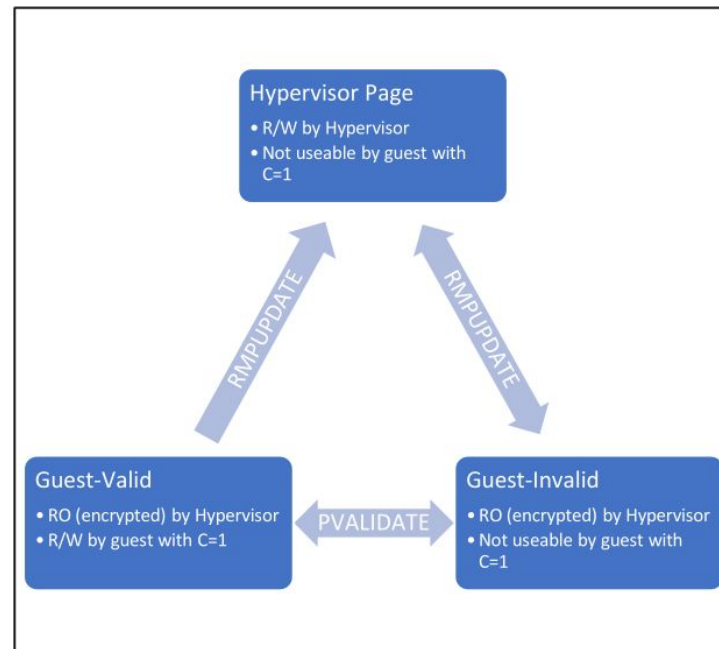 Hypervisor Page
• R/W by Hypervisor
• Not useable by guest with
C=1
RMPUPDATE
RMPUPDATE
Guest-Valid
• RO (encrypted) by Hypervisor
• R/W by guest with C=1
PVALIDATE
Guest-Invalid
• RO (encrypted) by Hypervisor
• Not useable by guest with
C=1